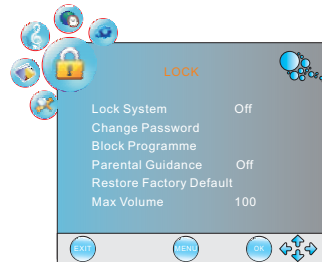 LOCK
Lock System Off
Change Password
Block Programme
Parental Guidance Off
Restore Factory Default
Max Volume 100
EXIT MENU OK